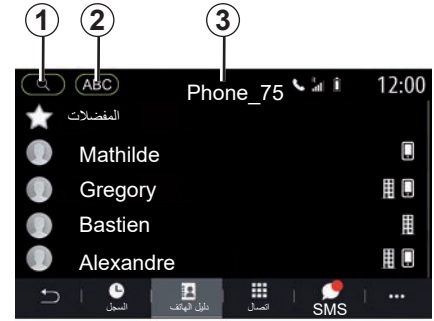 1 2 3
ABC Phone_75 12:00
المفضلات
Mathilde
Gregory
Bastien
Alexandre
السجل دليل الهاتف اتصال SMS